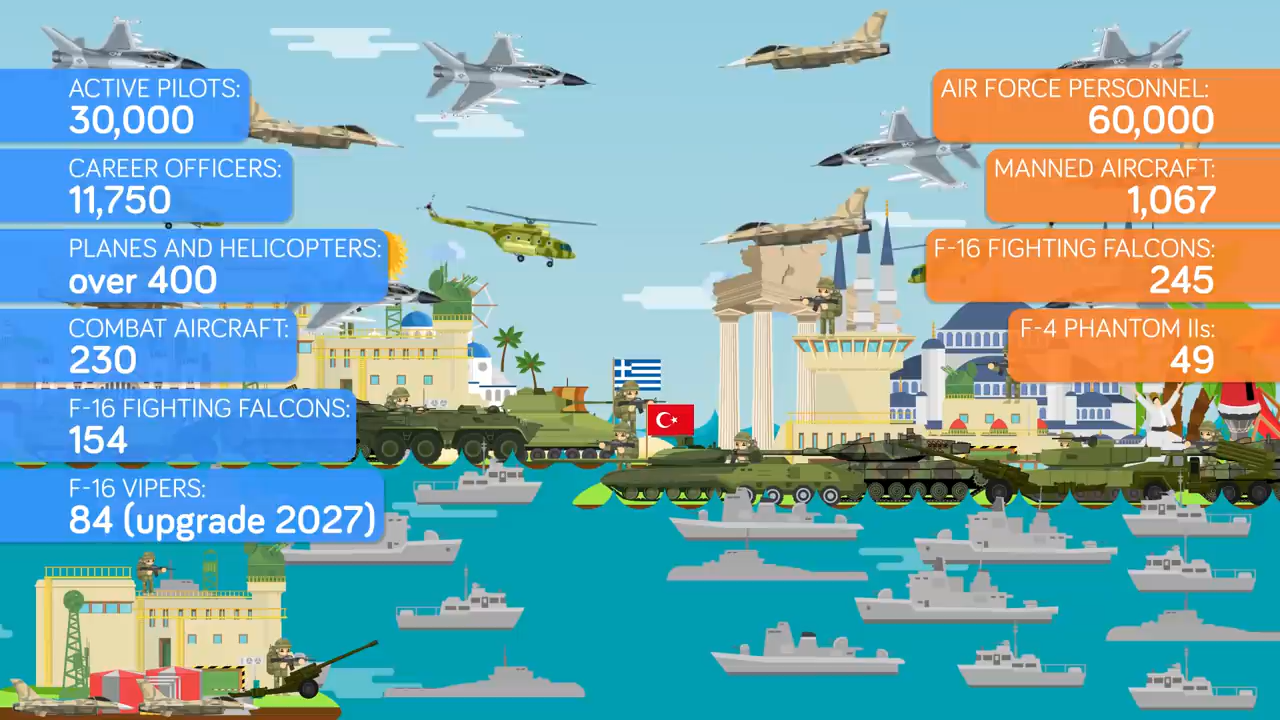 ACTIVE PILOTS:
30,000
CAREER OFFICERS:
11,750
PLANES AND HELICOPTERS:
over 400
COMBAT AIRCRAFT:
230
F-16 FIGHTING FALCONS:
154
F-16 VIPERS:
84 (upgrade 2027)
AIR FORCE PERSONNEL:
60,000
MANNED AIRCRAFT:
1,067
F-16 FIGHTING FALCONS:
245
F-4 PHANTOM IIs:
49